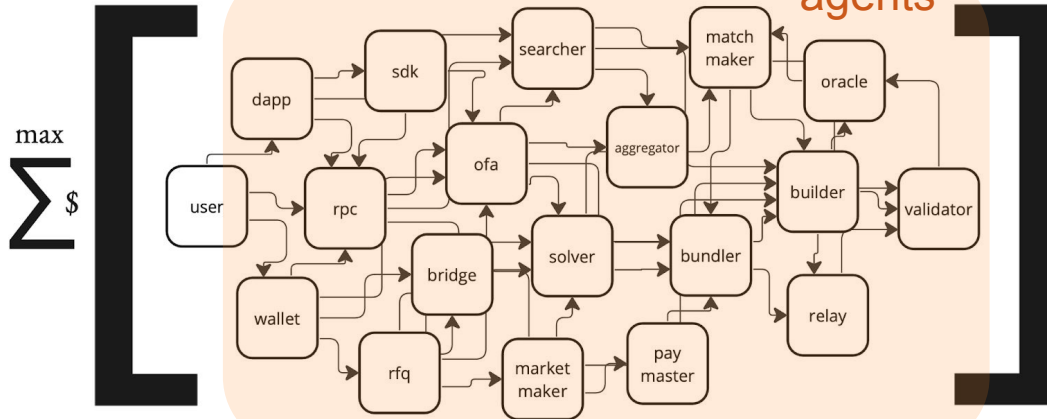 agents
max
∑ $
user
dapp
sdk
searcher
match
maker
oracle
ofa
aggregator
rpc
builder
validator
bridge
solver
bundler
wallet
relay
rfq
market
maker
pay
master